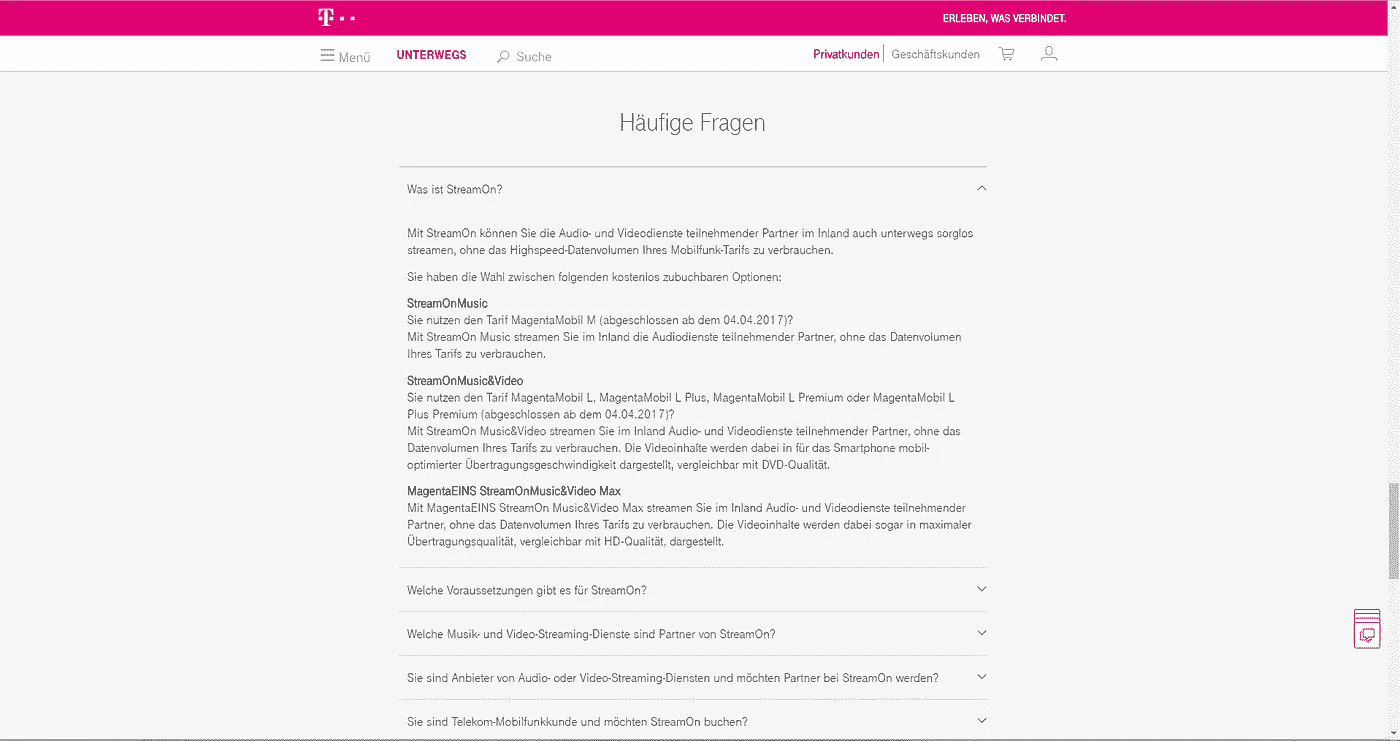 T
ERLEBEN, WAS VERBINDET.
Menü
UNTERWEGS
Suche
Privatkunden
Geschäftskunden
Häufige Fragen
Was ist StreamOn?
Mit StreamOn können Sie die Audio- und Videodienste teilnehmender Partner im Inland auch unterwegs sorglos
streamen, ohne das Highspeed-Datenvolumen Ihres Mobilfunk-Tarifs zu verbrauchen.
Sie haben die Wahl zwischen folgenden kostenlos zubuchbaren Optionen:
StreamOnMusic
Sie nutzen den Tarif MagentaMobil M (abgeschlossen ab dem 04.04.2017)?
Mit StreamOn Music streamen Sie im Inland die Audiodienste teilnehmender Partner, ohne das Datenvolumen
Ihres Tarifs zu verbrauchen.
StreamOnMusic&Video
Sie nutzen den Tarif MagentaMobil L, MagentaMobil L Plus, MagentaMobil L Premium oder MagentaMobil L
Plus Premium (abgeschlossen ab dem 04.04.2017)?
Mit StreamOn Music&Video streamen Sie im Inland Audio- und Videodienste teilnehmender Partner, ohne das
Datenvolumen Ihres Tarifs zu verbrauchen. Die Videoinhalte werden dabei in für das Smartphone mobil-
optimierter Übertragungsgeschwindigkeit dargestellt, vergleichbar mit DVD-Qualität.
MagentaEINS StreamOnMusic&Video Max
Mit MagentaEINS StreamOn Music&Video Max streamen Sie im Inland Audio- und Videodienste teilnehmender
Partner, ohne das Datenvolumen Ihres Tarifs zu verbrauchen. Die Videoinhalte werden dabei sogar in maximaler
Übertragungsqualität, vergleichbar mit HD-Qualität, dargestellt.
Welche Voraussetzungen gibt es für StreamOn?
Welche Musik- und Video-Streaming-Dienste sind Partner von StreamOn?
Sie sind Anbieter von Audio- oder Video-Streaming-Diensten und möchten Partner bei StreamOn werden?
Sie sind Telekom-Mobilfunkkunde und möchten StreamOn buchen?